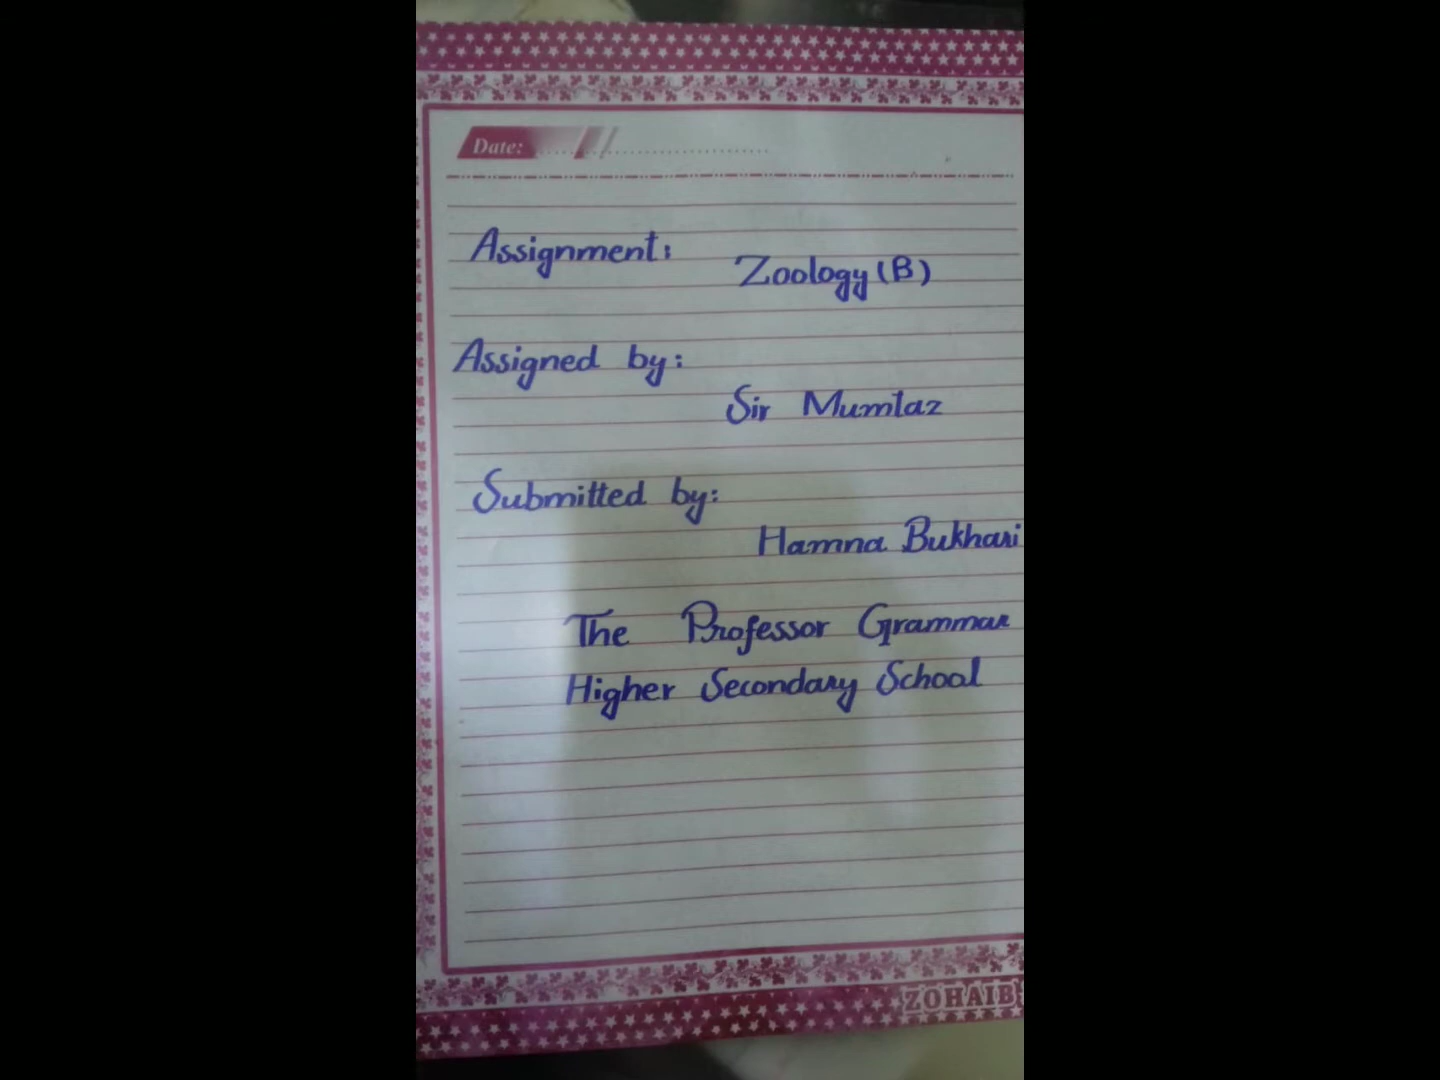 Date:
Assignment:
Zoology (B)
Assigned by:
Sir Mumtaz
Submitted by:
Hamna Bukhari
The Professor Grammar
Higher Secondary School
ZOHAIB